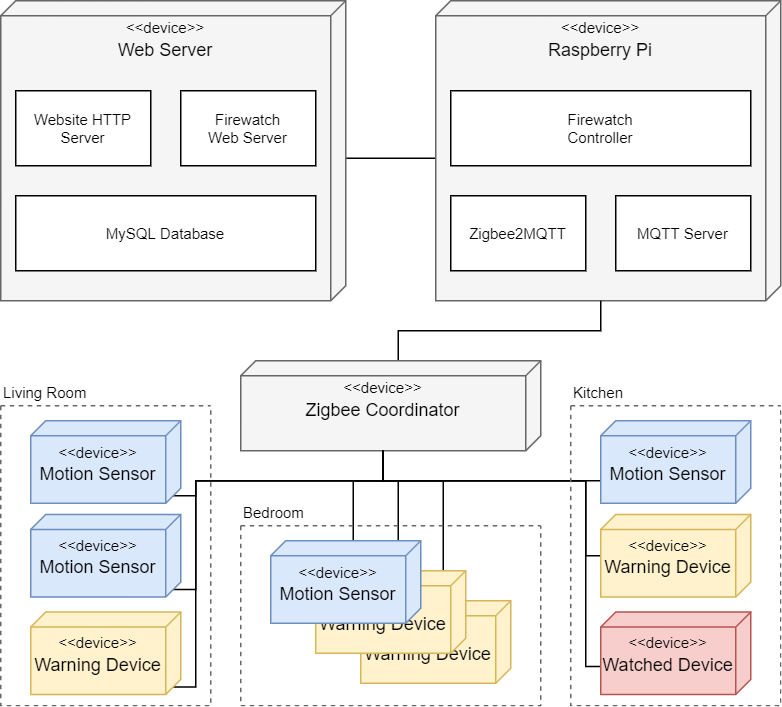 <<device>>
Web Server
Website HTTP
Server
Firewatch
Web Server
MySQL Database
<<device>>
Raspberry Pi
Firewatch
Controller
Zigbee2MQTT
MQTT Server
<<device>>
Zigbee Coordinator
Living Room
<<device>>
Motion Sensor
<<device>>
Motion Sensor
<<device>>
Warning Device
Bedroom
<<device>>
Motion Sensor
Warning Device
Warning Device
Kitchen
<<device>>
Motion Sensor
<<device>>
Warning Device
<<device>>
Watched Device